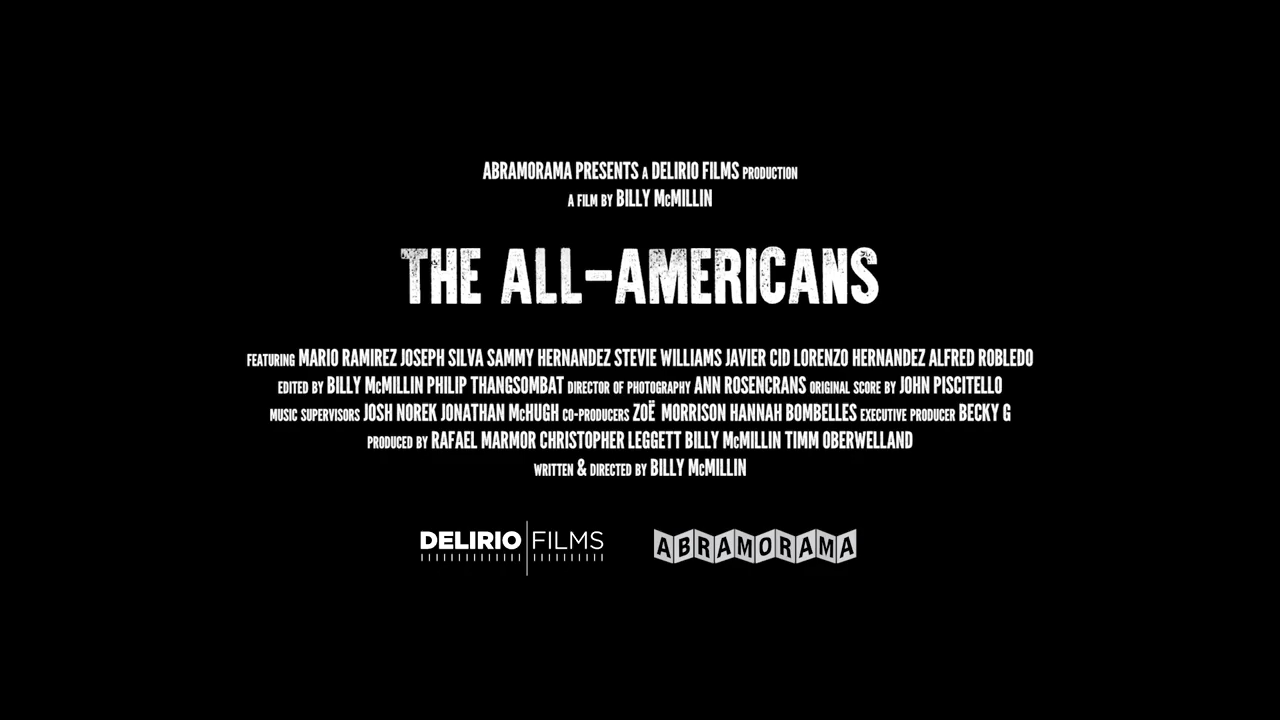 ABRAMORAMA PRESENTS A DELIRIO FILMS PRODUCTION
A FILM BY BILLY McMILLIN
THE ALL-AMERICANS
FEATURING MARIO RAMIREZ JOSEPH SILVA SAMMY HERNANDEZ STEVIE WILLIAMS JAVIER CID LORENZO HERNANDEZ ALFRED ROBLEDO
EDITED BY BILLY McMILLIN PHILIP THANGSOMBAT DIRECTOR OF PHOTOGRAPHY ANN ROSENCRANS ORIGINAL SCORE BY JOHN PISCITELLO
MUSIC SUPERVISORS JOSH NOREK JONATHAN McHUGH CO-PRODUCERS ZOË MORRISON HANNAH BOMBELLES EXECUTIVE PRODUCER BECKY G
PRODUCED BY RAFAEL MARMOR CHRISTOPHER LEGGETT BILLY McMILLIN TIMM OBERWELLAND
WRITTEN & DIRECTED BY BILLY McMILLIN
DELIRIO FILMS ABRAMORAMA